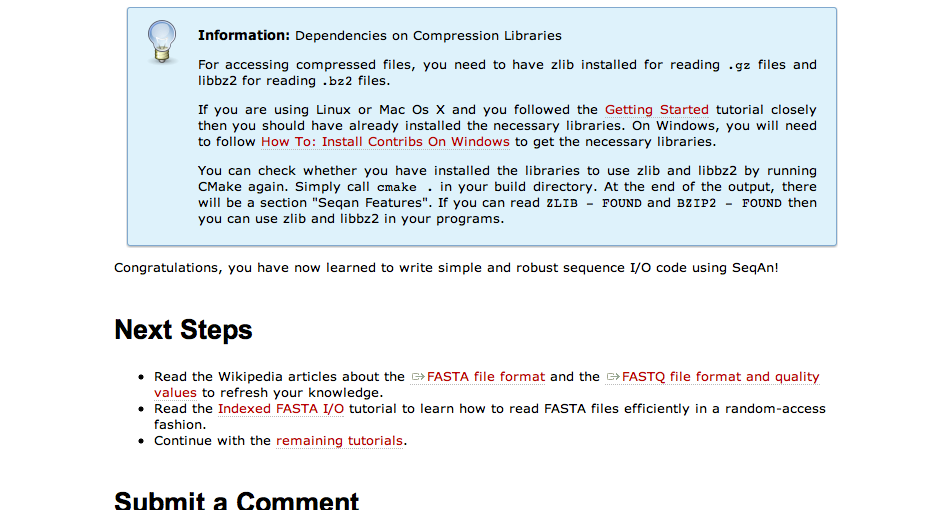 Information: Dependencies on Compression Libraries
For accessing compressed files, you need to have zlib installed for reading .gz files and
libbz2 for reading .bz2 files.
If you are using Linux or Mac Os X and you followed the Getting Started tutorial closely
then you should have already installed the necessary libraries. On Windows, you will need
to follow How To: Install Contribs On Windows to get the necessary libraries.
You can check whether you have installed the libraries to use zlib and libbz2 by running
CMake again. Simply call cmake . in your build directory. At the end of the output, there
will be a section "Seqan Features". If you can read ZLIB - FOUND and BZIP2 - FOUND then
you can use zlib and libbz2 in your programs.
Congratulations, you have now learned to write simple and robust sequence I/O code using SeqAn!
Next Steps
• Read the Wikipedia articles about the FASTA file format and the FASTQ file format and quality
values to refresh your knowledge.
• Read the Indexed FASTA I/O tutorial to learn how to read FASTA files efficiently in a random-access
fashion.
• Continue with the remaining tutorials.
Submit a Comment